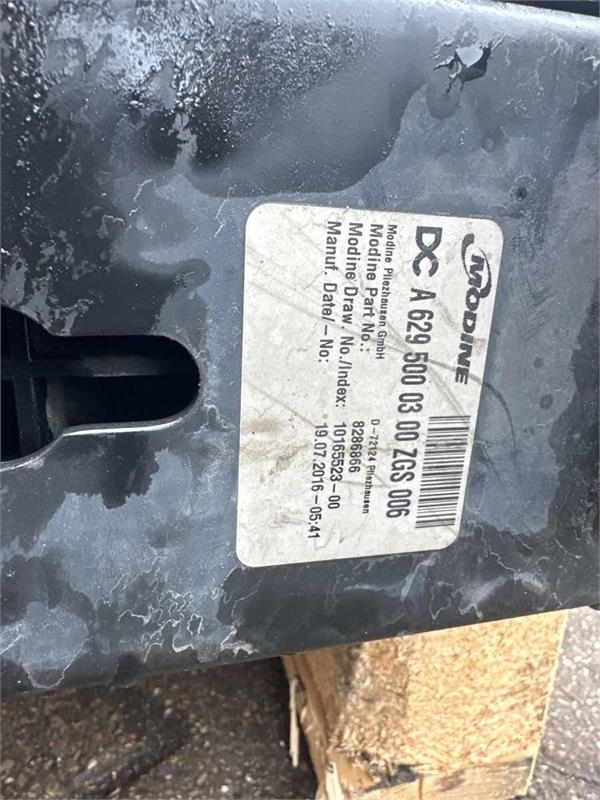 MODINE
DC A 629 500 03 00 ZGS 006
Modine Pliezhausen GmbH D-72124 Pliezhausen
Modine Part No.: 8286866
Modine Draw. No./Index: 10165523-00
Manuf. Date/-No: 19.07.2016-05:41